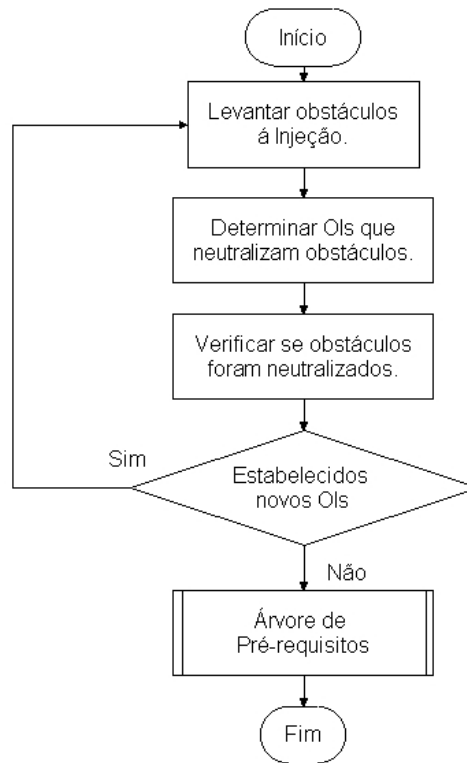 Início
Levantar obstáculos
á Injeção.
Determinar OIs que
neutralizam obstáculos.
Verificar se obstáculos
foram neutralizados.
Sim
Estabelecidos
novos OIs
Não
Árvore de
Pré-requisitos
Fim